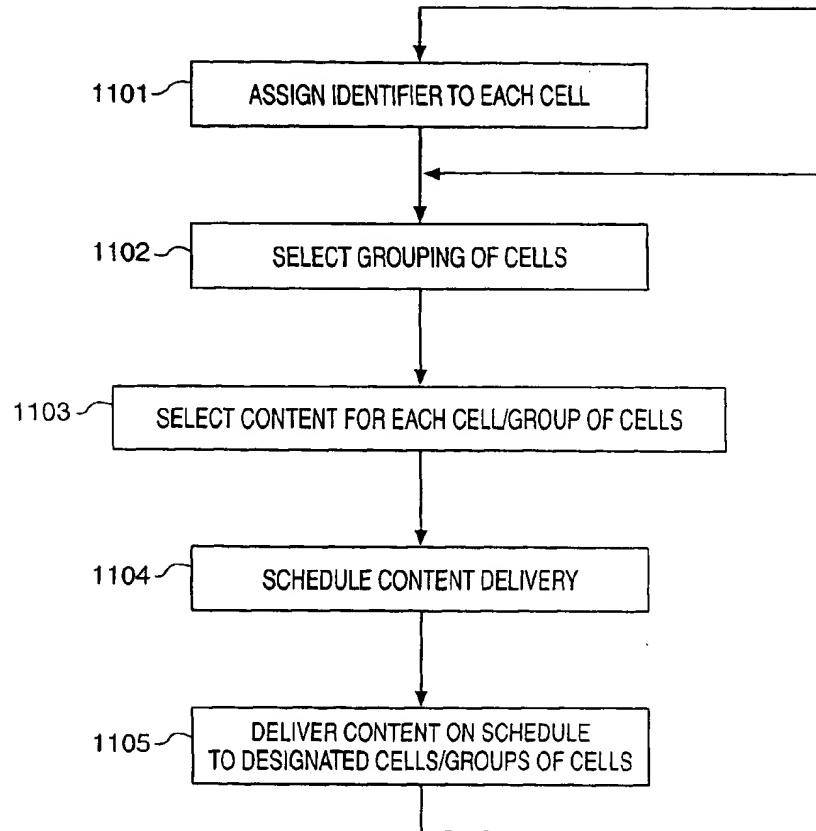 1101
ASSIGN IDENTIFIER TO EACH CELL
1102
SELECT GROUPING OF CELLS
1103
SELECT CONTENT FOR EACH CELL/GROUP OF CELLS
1104
SCHEDULE CONTENT DELIVERY
1105
DELIVER CONTENT ON SCHEDULE
TO DESIGNATED CELLS/GROUPS OF CELLS